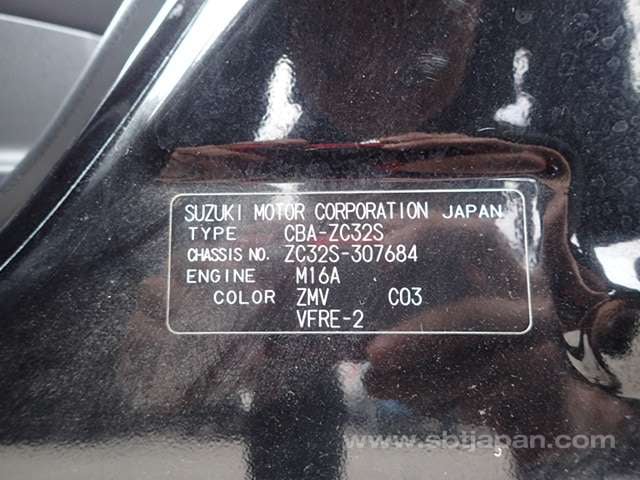 SUZUKI MOTOR CORPORATION JAPAN
TYPE CBA-ZC32S
CHASSIS NO. ZC32S-307684
ENGINE M16A
COLOR ZMV C03
VFRE-2
www.sbtjapan.com